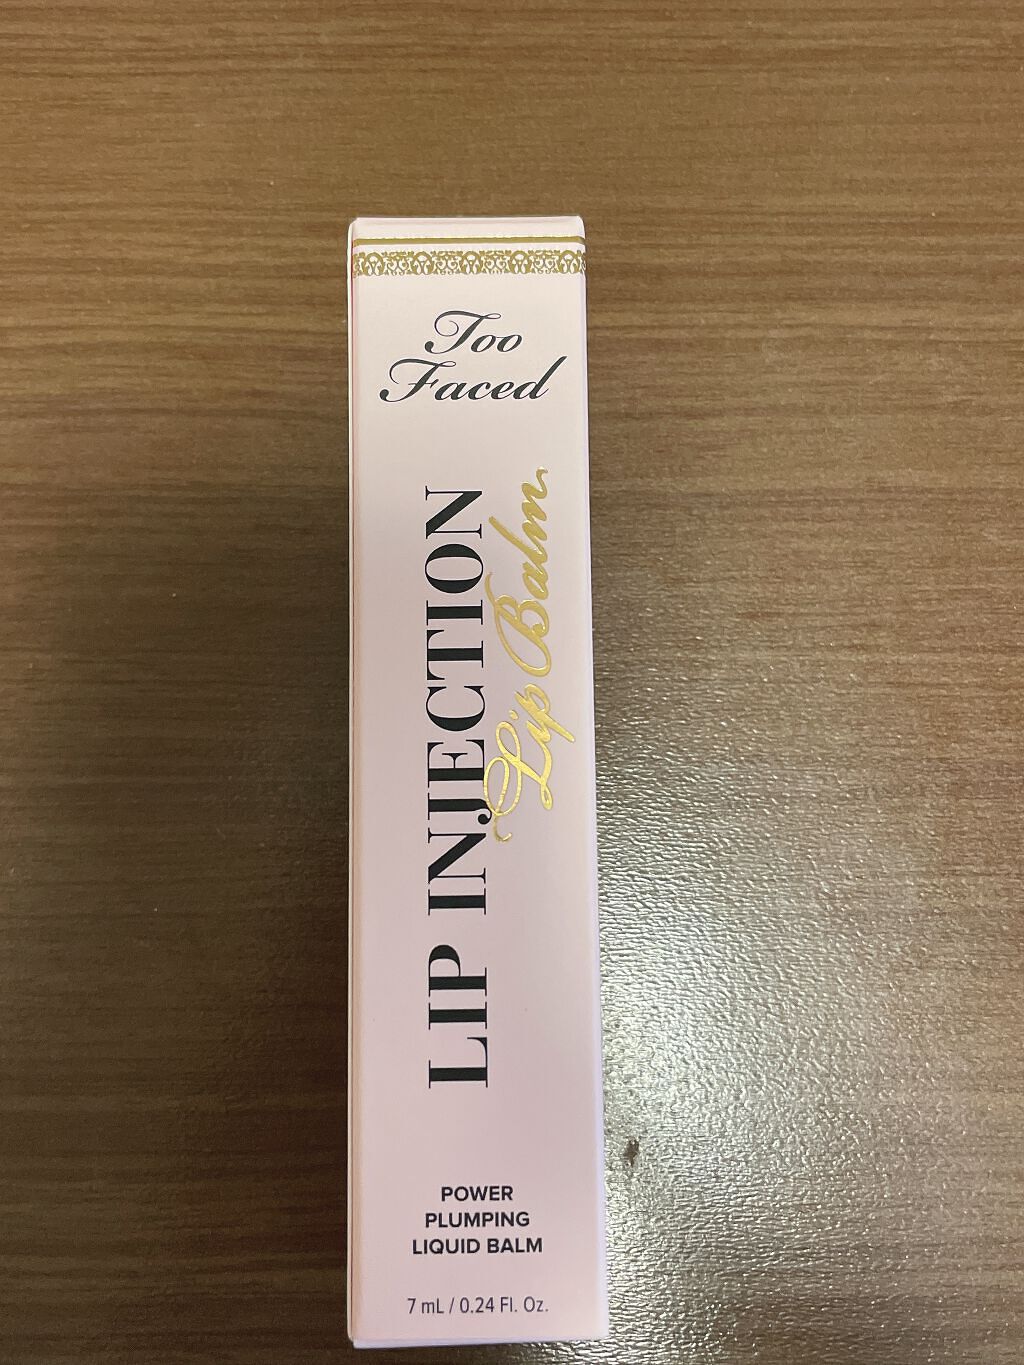 Too
Faced
LIP INJECTION
Lip Balm
POWER
PLUMPING
LIQUID BALM
7 mL / 0.24 Fl. Oz.